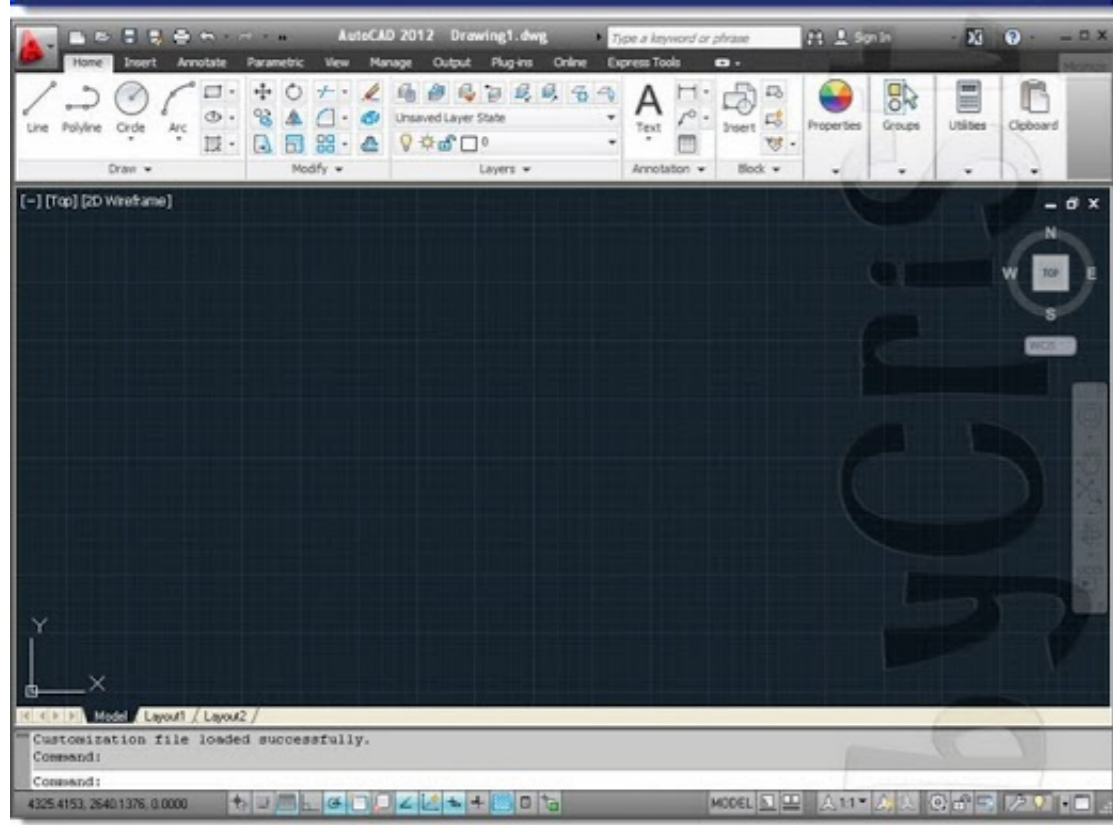 AutoCAD 2012 Drawing1.dwg Type a keyword or phrase Sign In
Home Insert Annotate Parametric View Manage Output Plug-ins Online Express Tools
Minimize
Unsaved Layer State
Line Polyline Circle Arc Text Insert Properties Groups Utilities Clipboard
0
Draw Modify Layers Annotation Block
[-] [Top] [2D Wireframe]
N
W TOP E
S
WCS
Y
X
Model Layout1 Layout2
Customization file loaded successfully.
Command:
Command:
4325.4153, 2640.1376, 0.0000 MODEL 1:1